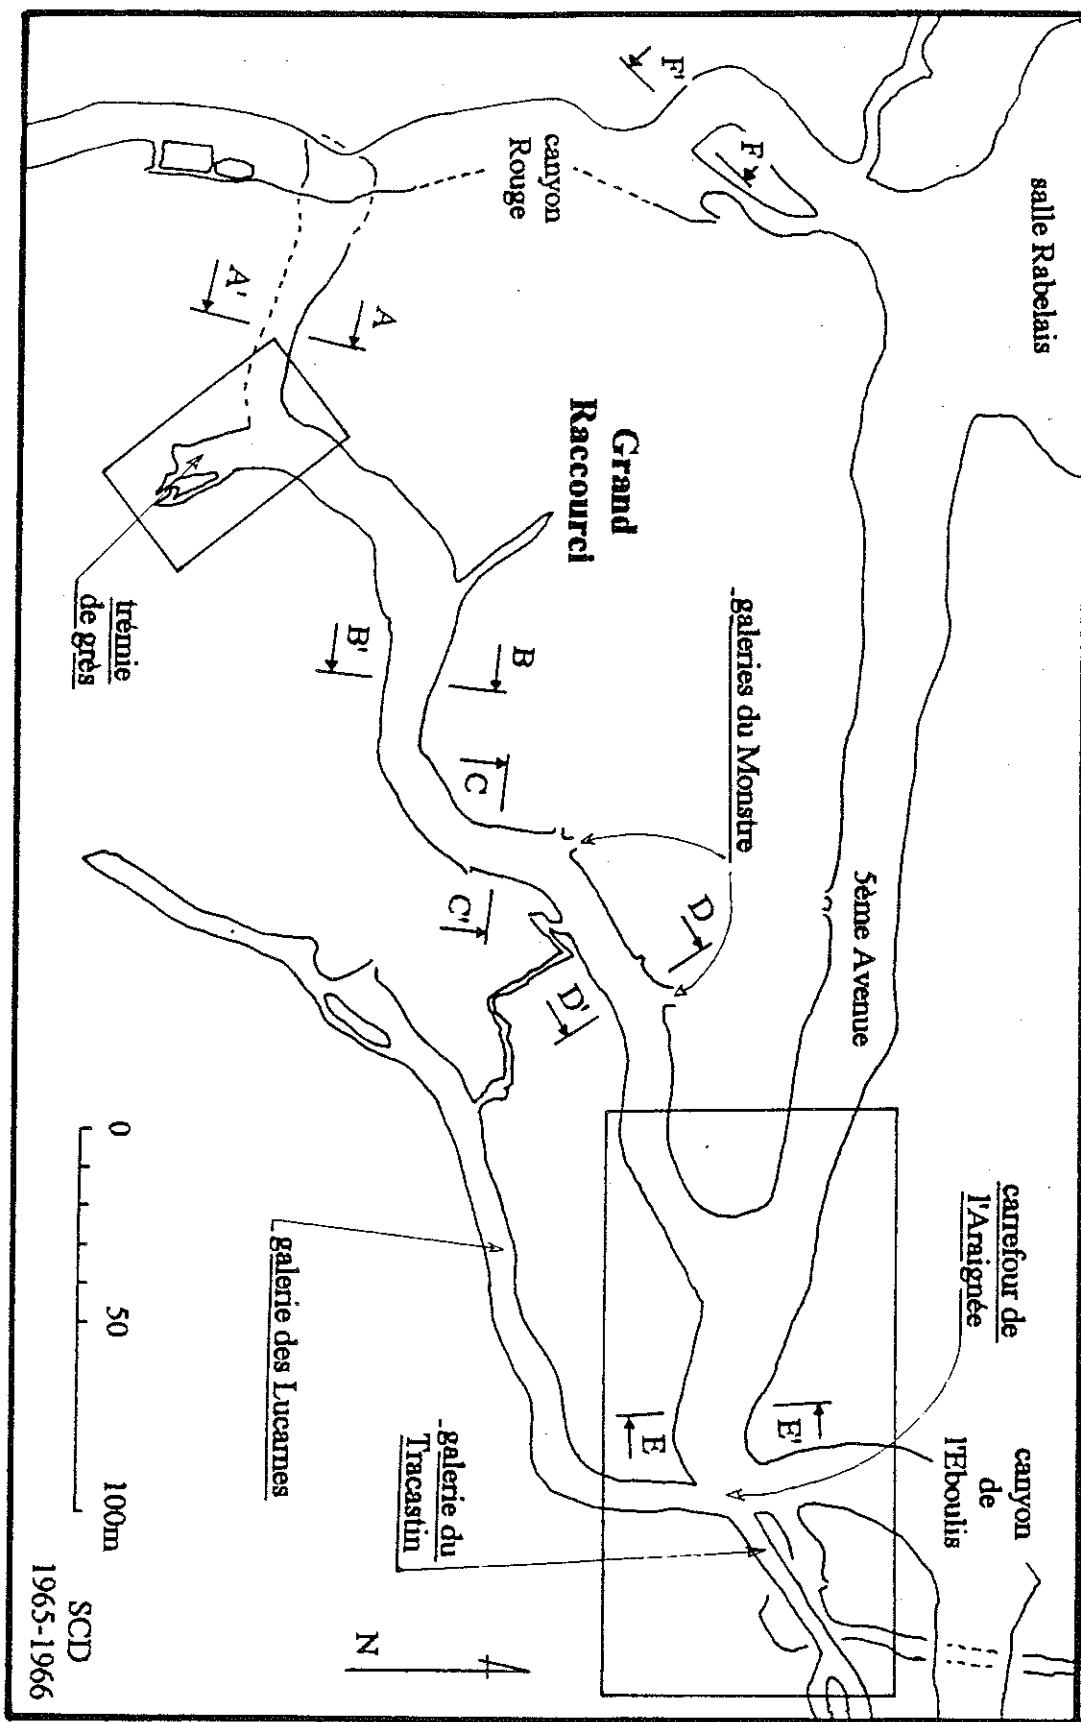 salle Rabelais
5ème Avenue
carrefour de
l'Araignée
canyon
de
l'Eboulis
F'
F
canyon
Rouge
Grand
Raccourci
galeries du Monstre
A
A'
B
B'
C
C'
D
D'
E
E'
trémie
de grès
galerie des Lucarnes
galerie du
Tracastin
0
50
100m
N
SCD
1965-1966